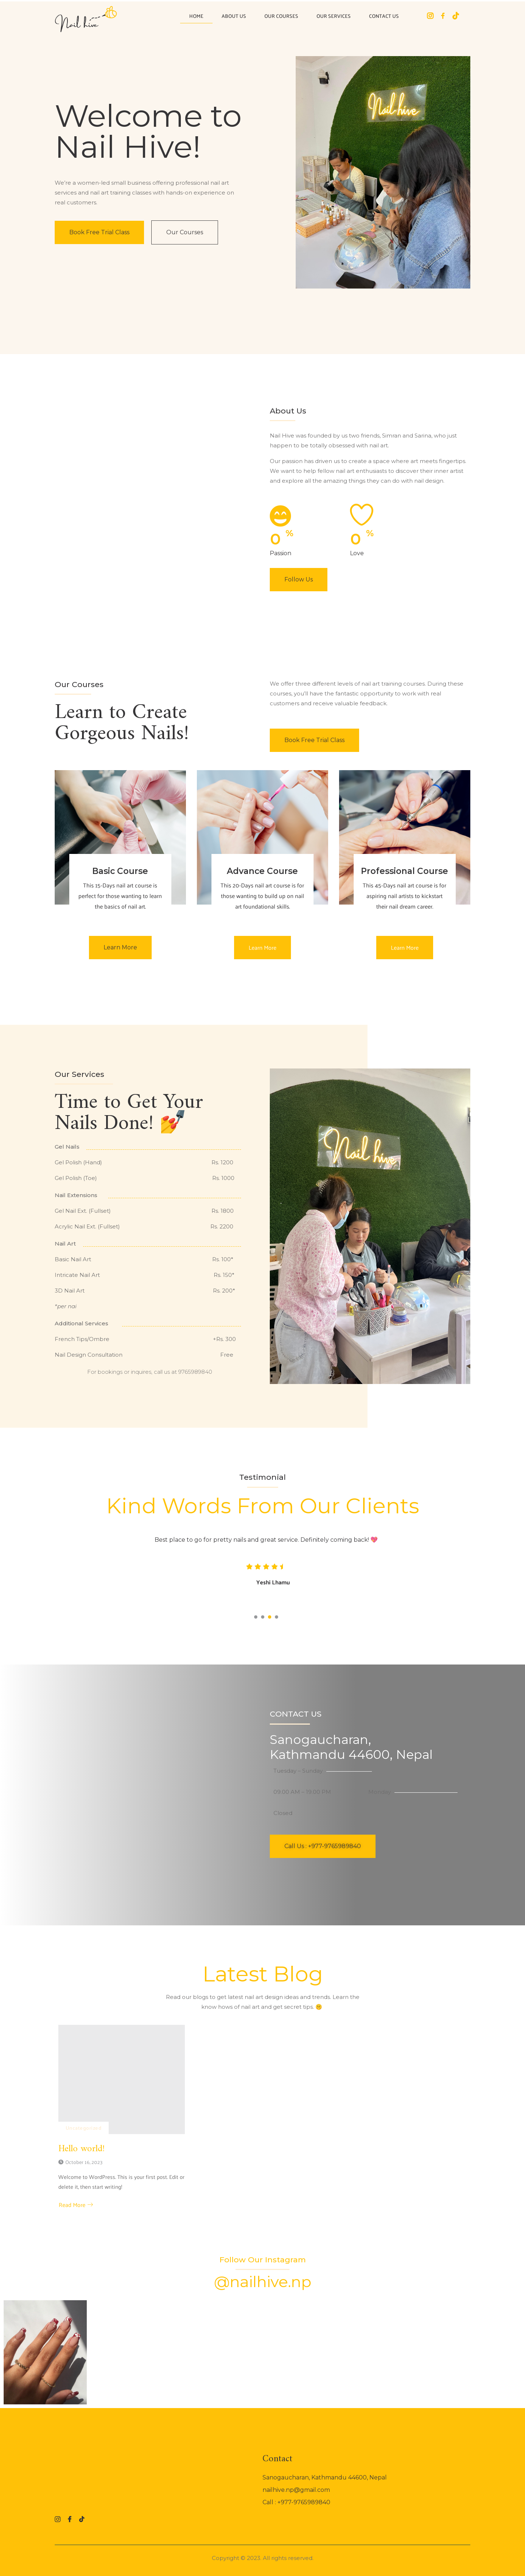 Nail hive
HOME
ABOUT US
OUR COURSES
OUR SERVICES
CONTACT US
Welcome to
Nail Hive!
We're a women-led small business offering professional nail art
services and nail art training classes with hands-on experience on
real customers.
Book Free Trial Class
Our Courses
Nail hive
About Us
Nail Hive was founded by us two friends, Simran and Sanna, who just
happen to be totally obsessed with nail art.
Our passion has driven us to create a space where art meets fingertips.
We want to help fellow nail art enthusiasts to discover their inner artist
and explore all the amazing things they can do with nail design.
0 %
Passion
0 %
Love
Follow Us
Our Courses
Learn to Create
Gorgeous Nails!
We offer three different levels of nail art training courses. During these
courses, you'll have the fantastic opportunity to work with real
customers and receive valuable feedback.
Book Free Trial Class
Basic Course
This 15-Days nail art course is
perfect for those wanting to learn
the basics of nail art.
Learn More
Advance Course
This 20-Days nail art course is for
those wanting to build up on nail
art foundational skills.
Learn More
Professional Course
This 45-Days nail art course is for
aspiring nail artists to kickstart
their nail dream career.
Learn More
Our Services
Time to Get Your
Nails Done! 💅
Gel Nails
Gel Polish (Hand) Rs. 1200
Gel Polish (Toe) Rs. 1000
Nail Extensions
Gel Nail Ext. (Fullset) Rs. 1800
Acrylic Nail Ext. (Fullset) Rs. 2200
Nail Art
Basic Nail Art Rs. 100*
Intricate Nail Art Rs. 150*
3D Nail Art Rs. 200*
*per nai
Additional Services
French Tips/Ombre +Rs. 300
Nail Design Consultation Free
For bookings or inquires, call us at 9765989840
Nail hive
Testimonial
Kind Words From Our Clients
Best place to go for pretty nails and great service. Definitely coming back! 💖
Yeshi Lhamu
CONTACT US
Sanogaucharan,
Kathmandu 44600, Nepal
Tuesday - Sunday
Closed
Call Us : +977-9765989840
Latest Blog
Read our blogs to get latest nail art design ideas and trends. Learn the
know hows of nail art and get secret tips.
Hello world!
October 16, 2023
Welcome to WordPress. This is your first post. Edit or
delete it, then start writing!
Read More
Follow Our Instagram
@nailhive.np
Contact
Sanogaucharan, Kathmandu 44600, Nepal
nailhive.np@gmail.com
Call : +977-9765989840
Copyright © 2023. All rights reserved.